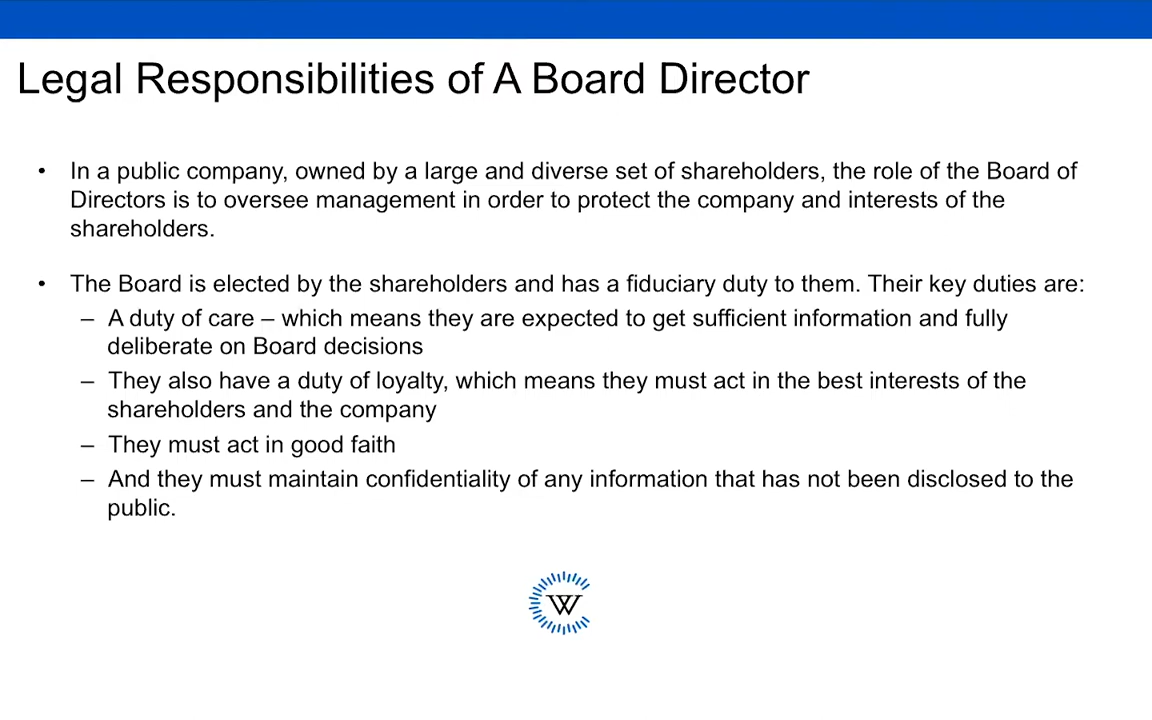 Legal Responsibilities of A Board Director
• In a public company, owned by a large and diverse set of shareholders, the role of the Board of
Directors is to oversee management in order to protect the company and interests of the
shareholders.
• The Board is elected by the shareholders and has a fiduciary duty to them. Their key duties are:
– A duty of care – which means they are expected to get sufficient information and fully
deliberate on Board decisions
– They also have a duty of loyalty, which means they must act in the best interests of the
shareholders and the company
– They must act in good faith
– And they must maintain confidentiality of any information that has not been disclosed to the
public.
W